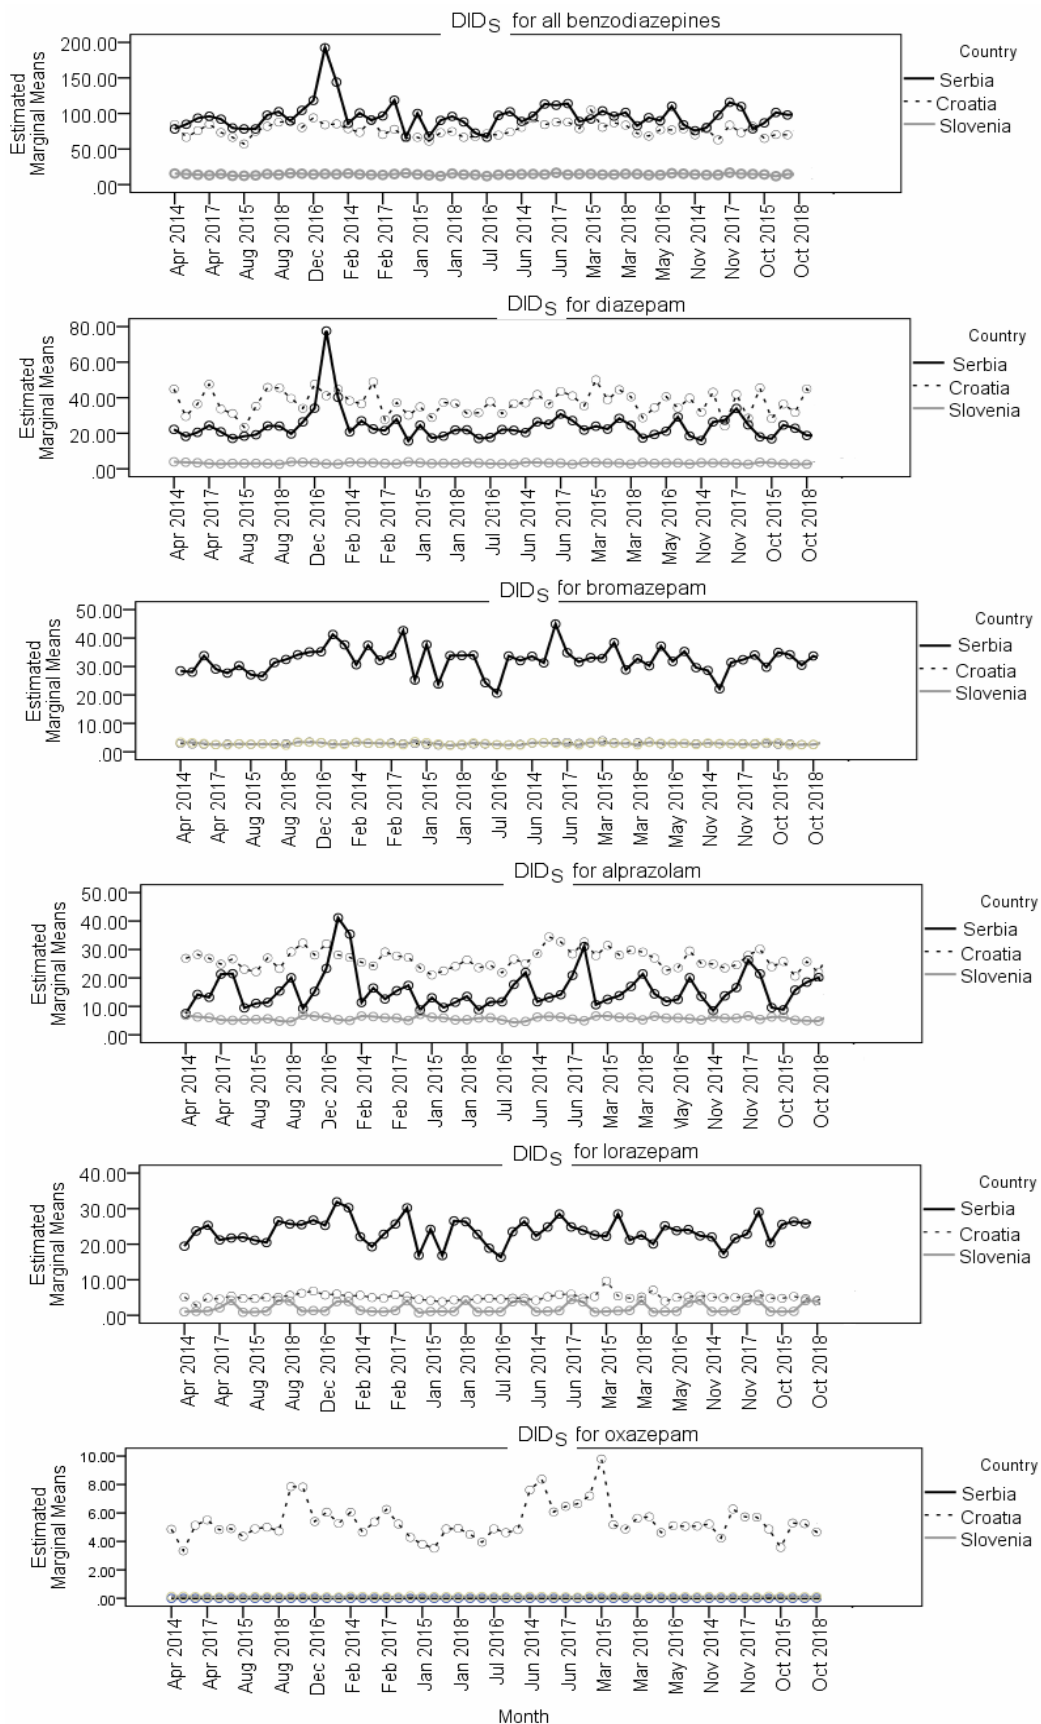 DIDS for all benzodiazepines
Estimated
Marginal Means
200.00
150.00
100.00
50.00
.00
Country
Serbia
Croatia
Slovenia
Apr 2014
Apr 2017
Aug 2015
Aug 2018
Dec 2016
Feb 2014
Feb 2017
Jan 2015
Jan 2018
Jul 2016
Jun 2014
Jun 2017
Mar 2015
Mar 2018
May 2016
Nov 2014
Nov 2017
Oct 2015
Oct 2018
DIDS for diazepam
Estimated
Marginal Means
80.00
60.00
40.00
20.00
.00
Country
Serbia
Croatia
Slovenia
Apr 2014
Apr 2017
Aug 2015
Aug 2018
Dec 2016
Feb 2014
Feb 2017
Jan 2015
Jan 2018
Jul 2016
Jun 2014
Jun 2017
Mar 2015
Mar 2018
May 2016
Nov 2014
Nov 2017
Oct 2015
Oct 2018
DIDS for bromazepam
Estimated
Marginal Means
50.00
40.00
30.00
20.00
10.00
.00
Country
Serbia
Croatia
Slovenia
Apr 2014
Apr 2017
Aug 2015
Aug 2018
Dec 2016
Feb 2014
Feb 2017
Jan 2015
Jan 2018
Jul 2016
Jun 2014
Jun 2017
Mar 2015
Mar 2018
May 2016
Nov 2014
Nov 2017
Oct 2015
Oct 2018
DIDS for alprazolam
Estimated
Marginal Means
50.00
40.00
30.00
20.00
10.00
.00
Country
Serbia
Croatia
Slovenia
Apr 2014
Apr 2017
Aug 2015
Aug 2018
Dec 2016
Feb 2014
Feb 2017
Jan 2015
Jan 2018
Jul 2016
Jun 2014
Jun 2017
Mar 2015
Mar 2018
May 2016
Nov 2014
Nov 2017
Oct 2015
Oct 2018
DIDS for lorazepam
Estimated
Marginal Means
40.00
30.00
20.00
10.00
.00
Country
Serbia
Croatia
Slovenia
Apr 2014
Apr 2017
Aug 2015
Aug 2018
Dec 2016
Feb 2014
Feb 2017
Jan 2015
Jan 2018
Jul 2016
Jun 2014
Jun 2017
Mar 2015
Mar 2018
May 2016
Nov 2014
Nov 2017
Oct 2015
Oct 2018
DIDS for oxazepam
Estimated
Marginal Means
10.00
8.00
6.00
4.00
2.00
.00
Country
Serbia
Croatia
Slovenia
Apr 2014
Apr 2017
Aug 2015
Aug 2018
Dec 2016
Feb 2014
Feb 2017
Jan 2015
Jan 2018
Jul 2016
Jun 2014
Jun 2017
Mar 2015
Mar 2018
May 2016
Nov 2014
Nov 2017
Oct 2015
Oct 2018
Month